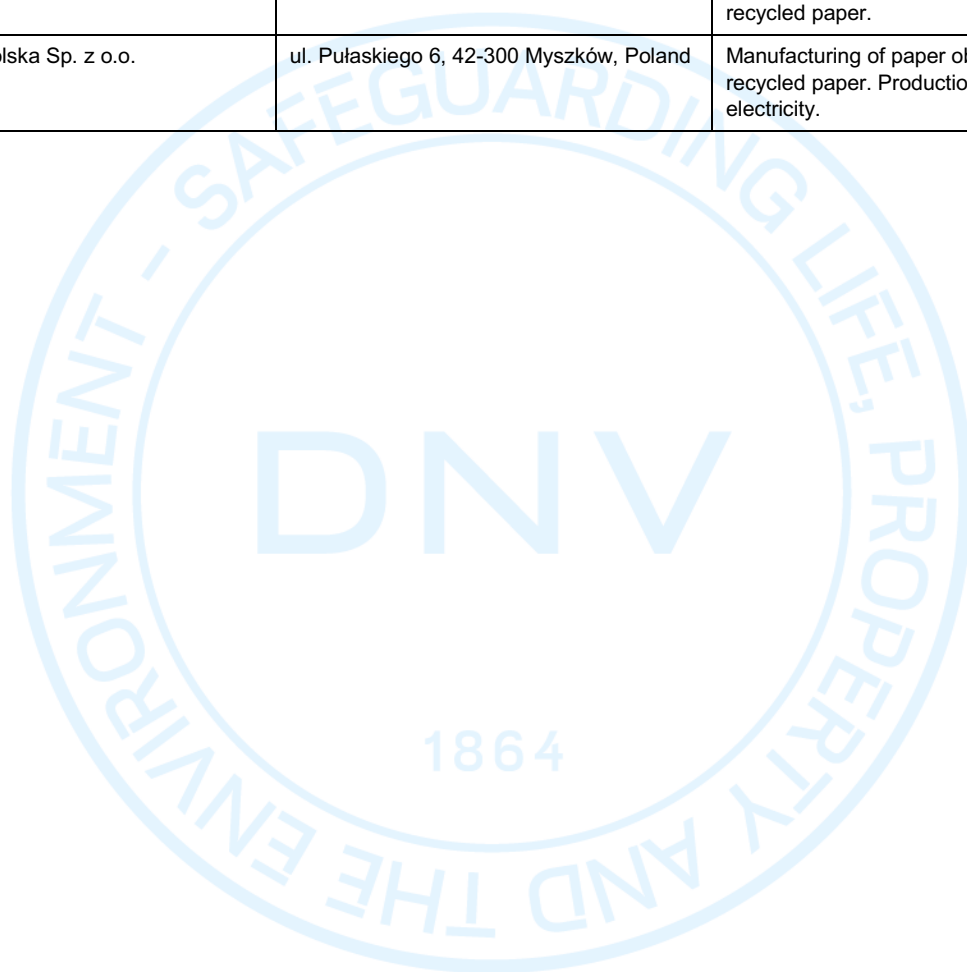 recycled paper.
lska Sp. z o.o.
ul. Pułaskiego 6, 42-300 Myszków, Poland
Manufacturing of paper ob
recycled paper. Productio
electricity.
SAFEGUARDING LIFE, PROPERTY AND THE ENVIRONMENT -
DNV
1864